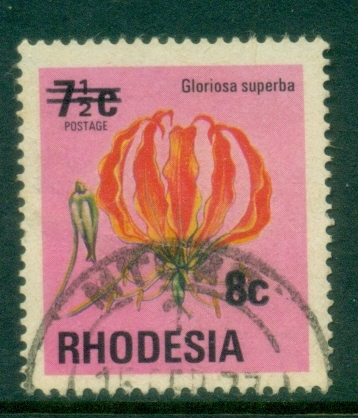 Gloriosa superba
7½c
POSTAGE
8c
RHODESIA